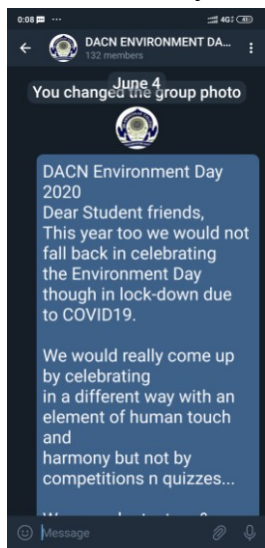 0:08 ... 4G
DACN ENVIRONMENT DA...
132 members
June 4
You changed the group photo
DACN Environment Day
2020
Dear Student friends,
This year too we would not
fall back in celebrating
the Environment Day
though in lock-down due
to COVID19.
We would really come up
by celebrating
in a different way with an
element of human touch
and
harmony but not by
competitions n quizzes...
Message